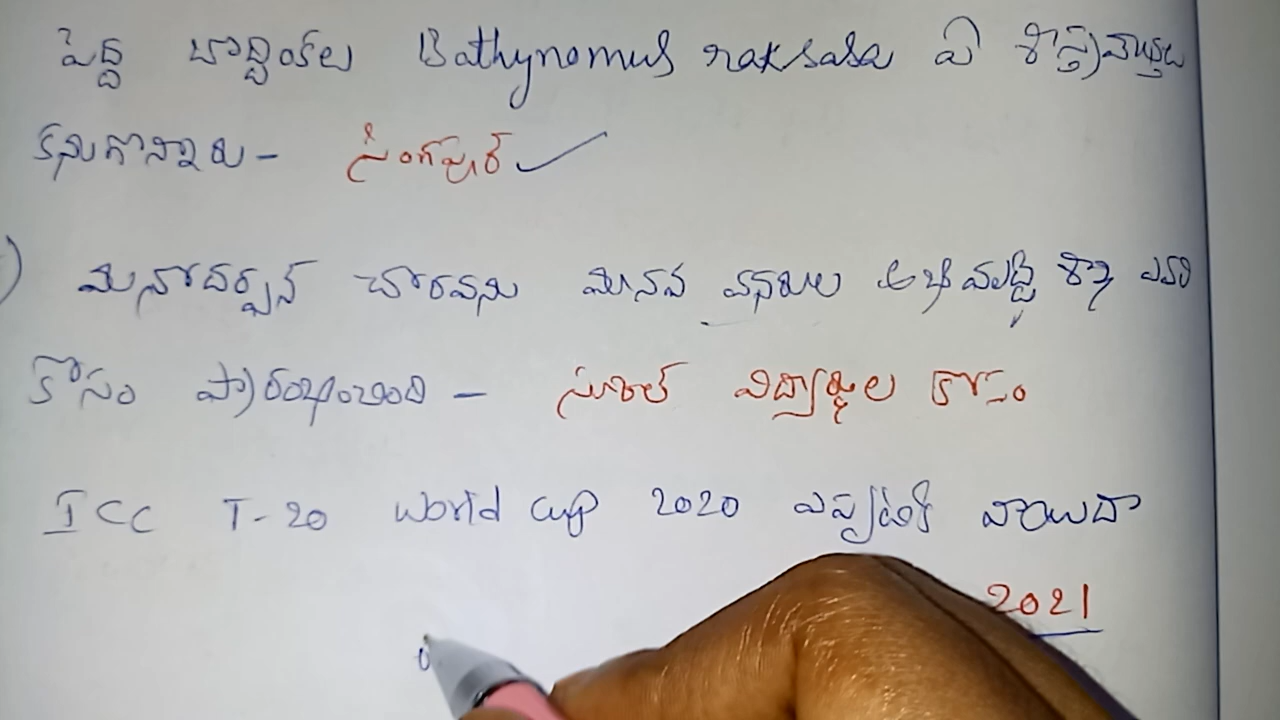 పెద్ద బొద్దింకల Bathynomus raksasa ఏ శాస్త్రవేత్తలు
కనుగొన్నారు - సింగపూర్
మనోదర్పన్ చొరవను మానవ వనరుల అభివృద్ధి శాఖ ఎవరి
కోసం ప్రారంభించింది - స్కూల్ విద్యార్థుల కోసం
ICC T-20 World Cup 2020 ఎప్పటికి వాయిదా
2021